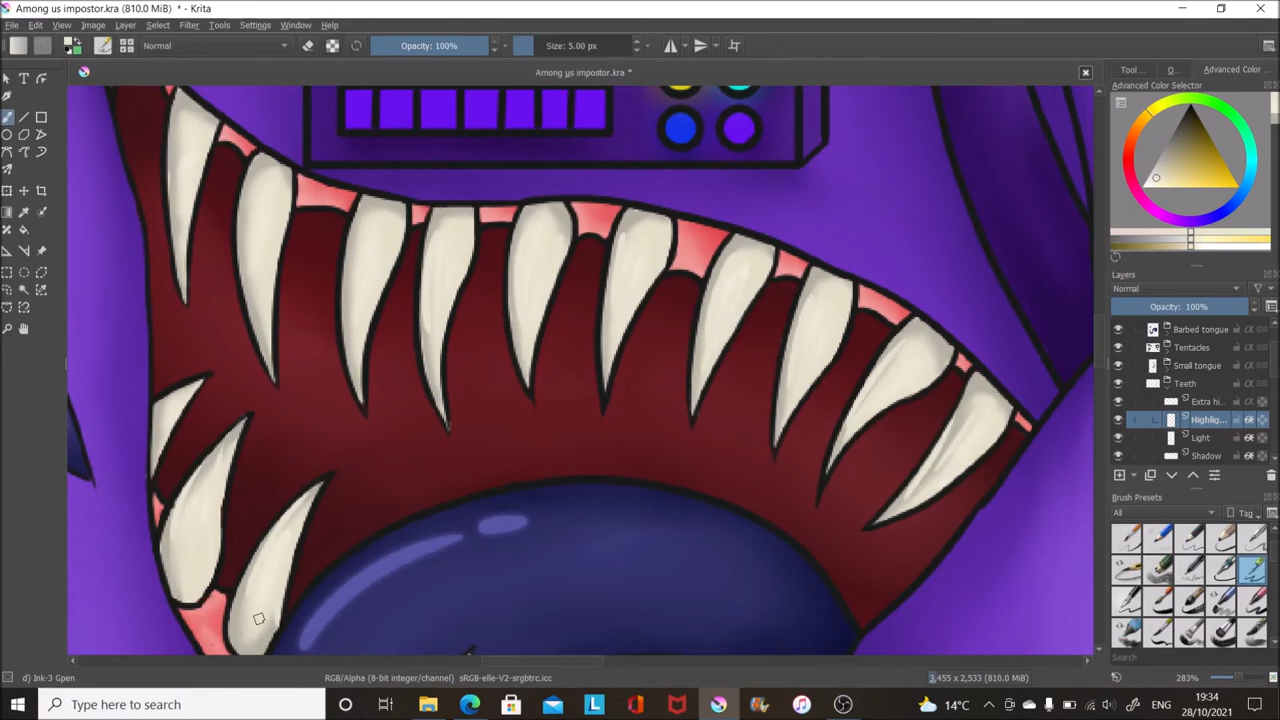 Among us impostor.kra (810.0 MiB) * - Krita
File Edit View Image Layer Select Filter Tools Settings Window Help
Normal Opacity: 100% Size: 5.00 px
Among us impostor.kra *
Tool ... O... Advanced Color ...
Advanced Color Selector
Layers
Normal
Opacity: 100%
Barbed tongue
Tentacles
Small tongue
Teeth
Extra hi...
Highlig...
Light
Shadow
Brush Presets
All Tag
Search
d) Ink-3 Gpen RGB/Alpha (8-bit integer/channel) sRGB-elle-V2-srgbtrc.icc 3,455 x 2,533 (810.0 MiB) 283%
Type here to search 14°C ENG 19:34
28/10/2021